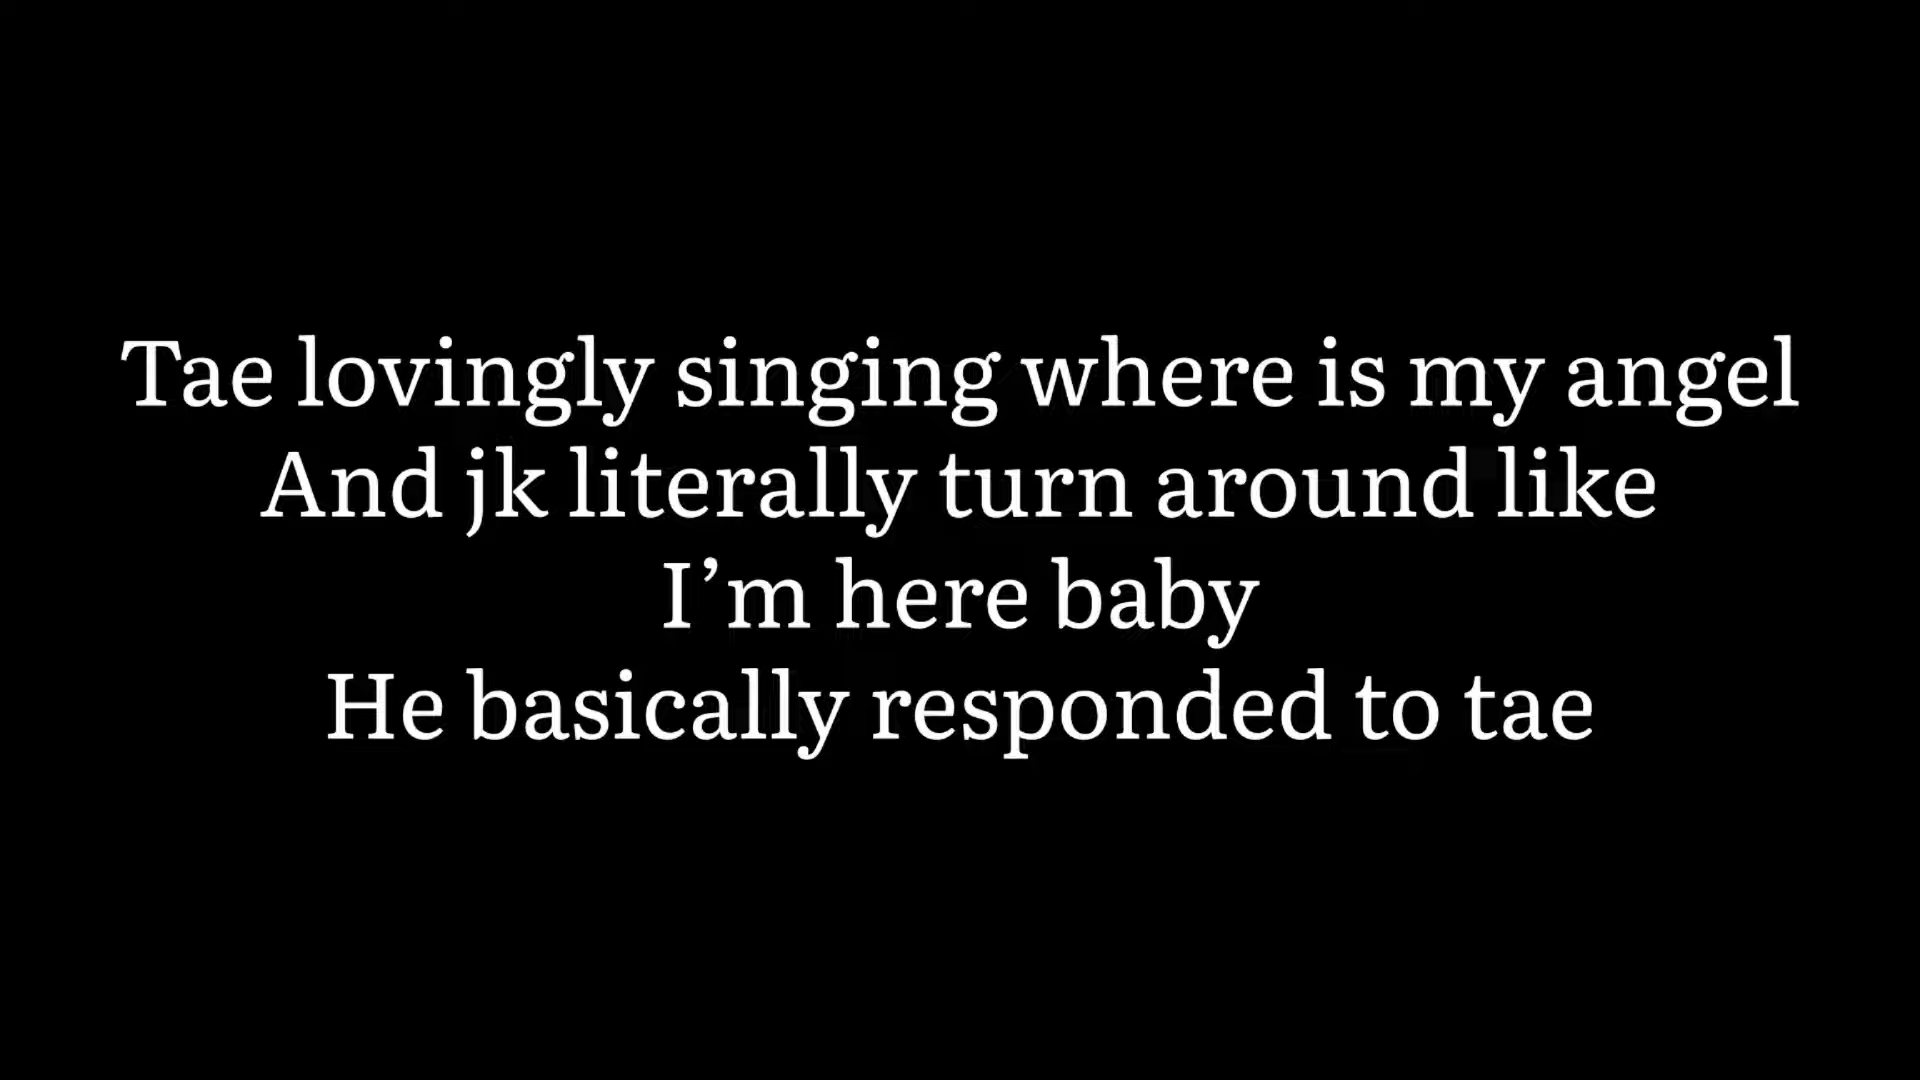 Tae lovingly singing where is my angel
And jk literally turn around like
I’m here baby
He basically responded to tae